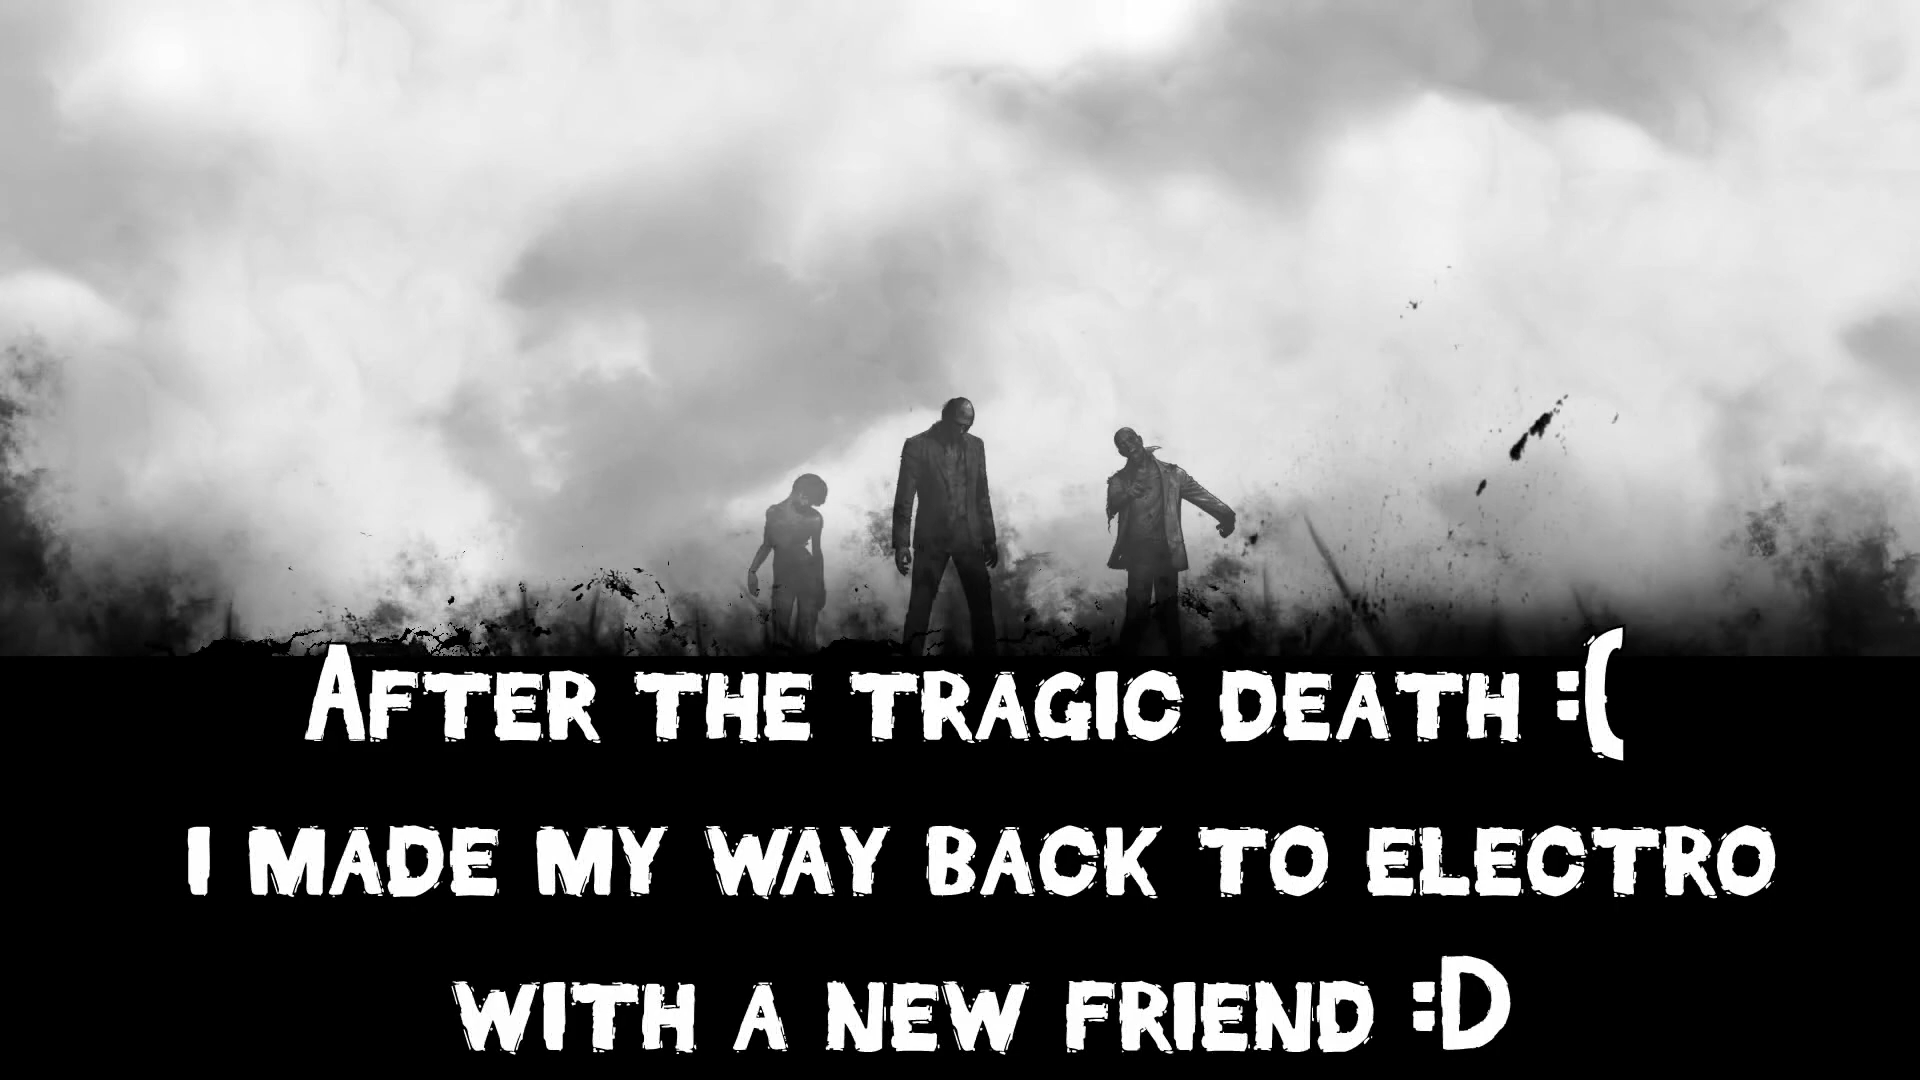 After the tragic death :(
I made my way back to electro
with a new friend :D